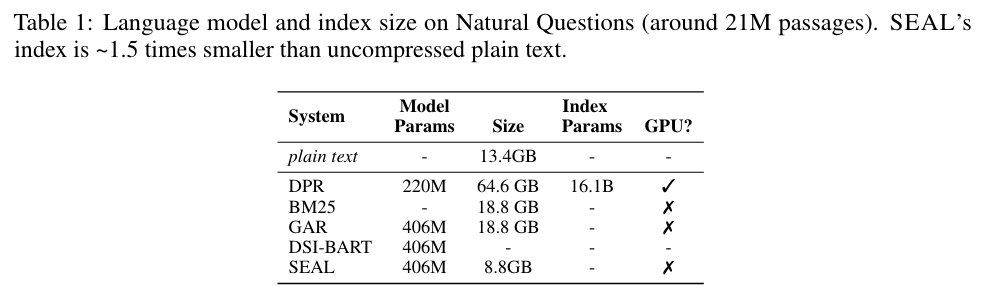 Table 1: Language model and index size on Natural Questions (around 21M passages). SEAL's
index is ~1.5 times smaller than uncompressed plain text.
System Model Params Size Index Params GPU?
plain text - 13.4GB - -
DPR 220M 64.6 GB 16.1B ✓
BM25 - 18.8 GB - ✗
GAR 406M 18.8 GB - ✗
DSI-BART 406M - - -
SEAL 406M 8.8GB - ✗